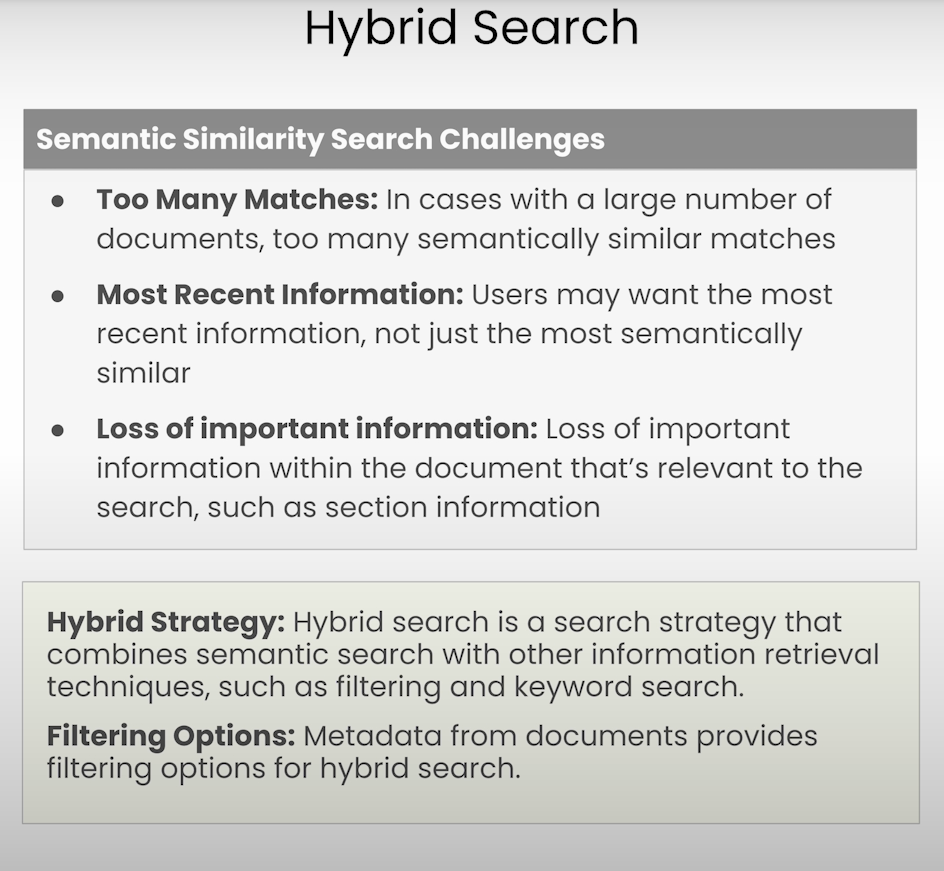 Hybrid Search
Semantic Similarity Search Challenges
● Too Many Matches: In cases with a large number of
documents, too many semantically similar matches
● Most Recent Information: Users may want the most
recent information, not just the most semantically
similar
● Loss of important information: Loss of important
information within the document that’s relevant to the
search, such as section information
Hybrid Strategy: Hybrid search is a search strategy that
combines semantic search with other information retrieval
techniques, such as filtering and keyword search.
Filtering Options: Metadata from documents provides
filtering options for hybrid search.